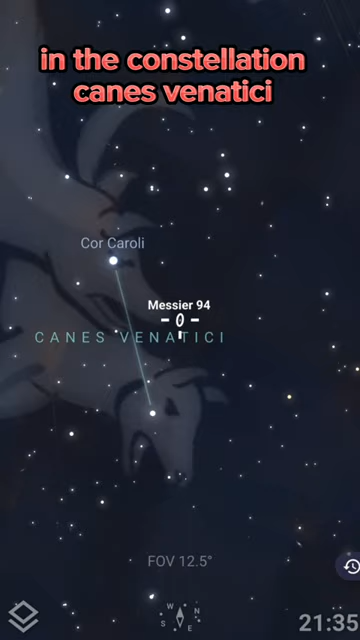 in the constellation
canes venatici
Cor Caroli
Messier 94
CANES VENATICI
FOV 12.5°
W N
S E
21:35